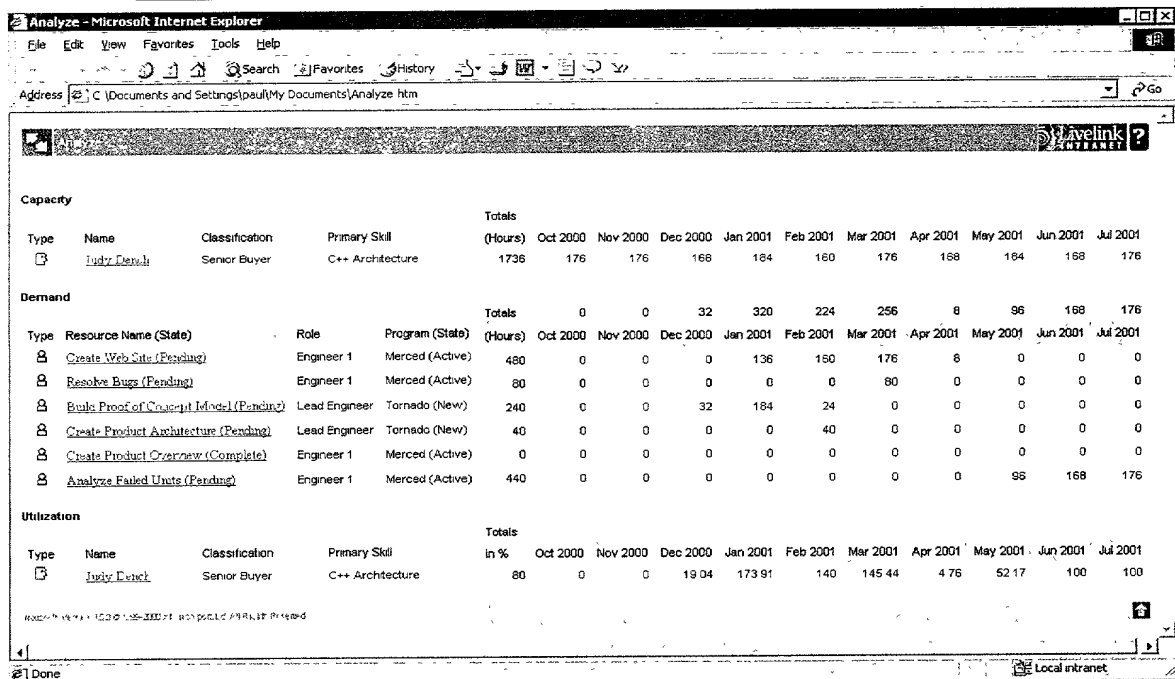 Analyze - Microsoft Internet Explorer
File Edit View Favorites Tools Help
Search Favorites History
Address C \Documents and Settings\paul\My Documents\Analyze htm Go
Livelink ?
INTRANET
Capacity
Totals
Type Name Classification Primary Skill (Hours) Oct 2000 Nov 2000 Dec 2000 Jan 2001 Feb 2001 Mar 2001 Apr 2001 May 2001 Jun 2001 Jul 2001
Judy Dench Senior Buyer C++ Architecture 1736 176 176 168 184 160 176 168 184 168 176
Demand
Totals 0 0 32 320 224 256 8 96 168 176
Type Resource Name (State) Role Program (State) (Hours) Oct 2000 Nov 2000 Dec 2000 Jan 2001 Feb 2001 Mar 2001 Apr 2001 May 2001 Jun 2001 Jul 2001
Create Web Site (Pending) Engineer 1 Merced (Active) 480 0 0 0 136 160 176 8 0 0 0
Resolve Bugs (Pending) Engineer 1 Merced (Active) 80 0 0 0 0 0 80 0 0 0 0
Build Proof of Concept Model (Pending) Lead Engineer Tornado (New) 240 0 0 32 184 24 0 0 0 0 0
Create Product Architecture (Pending) Lead Engineer Tornado (New) 40 0 0 0 0 40 0 0 0 0 0
Create Product Overview (Complete) Engineer 1 Merced (Active) 0 0 0 0 0 0 0 0 0 0 0
Analyze Failed Units (Pending) Engineer 1 Merced (Active) 440 0 0 0 0 0 0 0 96 168 176
Utilization
Totals
Type Name Classification Primary Skill in % Oct 2000 Nov 2000 Dec 2000 Jan 2001 Feb 2001 Mar 2001 Apr 2001 May 2001 Jun 2001 Jul 2001
Judy Dench Senior Buyer C++ Architecture 80 0 0 19 04 173 91 140 145 44 4 76 52 17 100 100
Done Local intranet